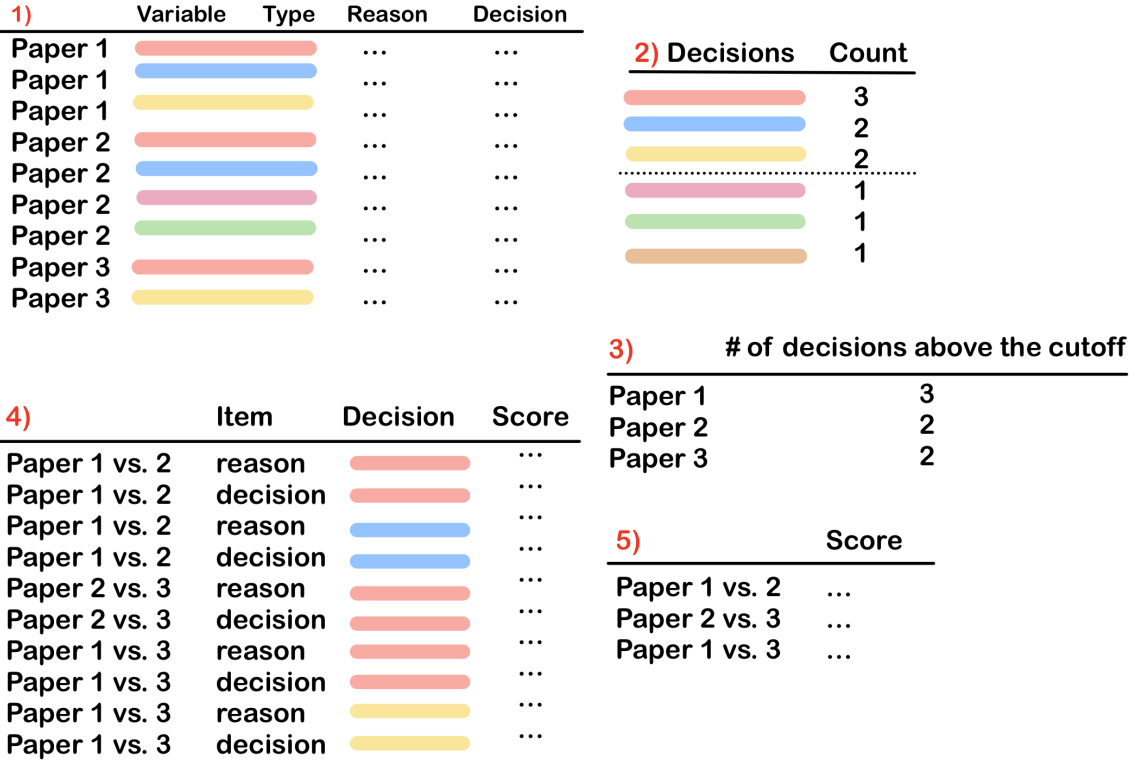 1) Variable Type Reason Decision
Paper 1 ... ...
Paper 1 ... ...
Paper 1 ... ...
Paper 2 ... ...
Paper 2 ... ...
Paper 2 ... ...
Paper 2 ... ...
Paper 3 ... ...
Paper 3 ... ...
2) Decisions Count
3
2
2
1
1
1
3) # of decisions above the cutoff
Paper 1 3
Paper 2 2
Paper 3 2
4) Item Decision Score
Paper 1 vs. 2 reason ...
Paper 1 vs. 2 decision ...
Paper 1 vs. 2 reason ...
Paper 1 vs. 2 decision ...
Paper 2 vs. 3 reason ...
Paper 2 vs. 3 decision ...
Paper 1 vs. 3 reason ...
Paper 1 vs. 3 decision ...
Paper 1 vs. 3 reason ...
Paper 1 vs. 3 decision ...
5) Score
Paper 1 vs. 2 ...
Paper 2 vs. 3 ...
Paper 1 vs. 3 ...